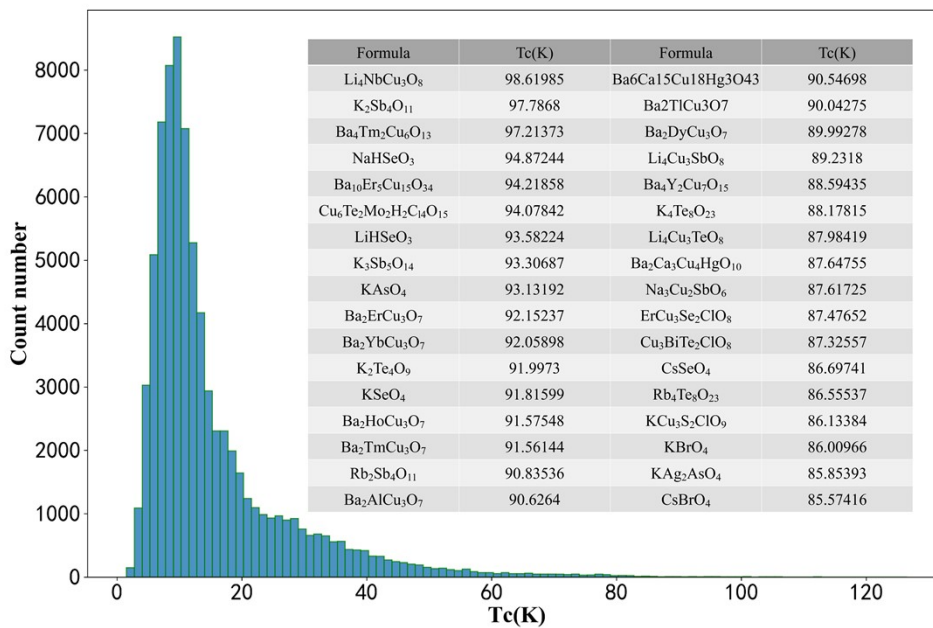 Formula Tc(K) Formula Tc(K)
Li₄NbCu₃O₈ 98.61985 Ba6Ca15Cu18Hg3O43 90.54698
K₂Sb₄O₁₁ 97.7868 Ba2TlCu3O7 90.04275
Ba₄Tm₂Cu₆O₁₃ 97.21373 Ba₂DyCu₃O₇ 89.99278
NaHSeO₃ 94.87244 Li₄Cu₃SbO₈ 89.2318
Ba₁₀Er₅Cu₁₅O₃₄ 94.21858 Ba₄Y₂Cu₇O₁₅ 88.59435
Cu₆Te₂Mo₂H₂Cl₄O₁₅ 94.07842 K₄Te₈O₂₃ 88.17815
LiHSeO₃ 93.58224 Li₄Cu₃TeO₈ 87.98419
K₃Sb₅O₁₄ 93.30687 Ba₂Ca₃Cu₄HgO₁₀ 87.64755
KAsO₄ 93.13192 Na₃Cu₂SbO₆ 87.61725
Ba₂ErCu₃O₇ 92.15237 ErCu₃Se₂ClO₈ 87.47652
Ba₂YbCu₃O₇ 92.05898 Cu₃BiTe₂ClO₈ 87.32557
K₂Te₄O₉ 91.9973 CsSeO₄ 86.69741
KSeO₄ 91.81599 Rb₄Te₈O₂₃ 86.55537
Ba₂HoCu₃O₇ 91.57548 KCu₃S₂ClO₉ 86.13384
Ba₂TmCu₃O₇ 91.56144 KBrO₄ 86.00966
Rb₂Sb₄O₁₁ 90.83536 KAg₂AsO₄ 85.85393
Ba₂AlCu₃O₇ 90.6264 CsBrO₄ 85.57416
Count number
8000
7000
6000
5000
4000
3000
2000
1000
0
0 20 40 60 80 100 120
Tc(K)